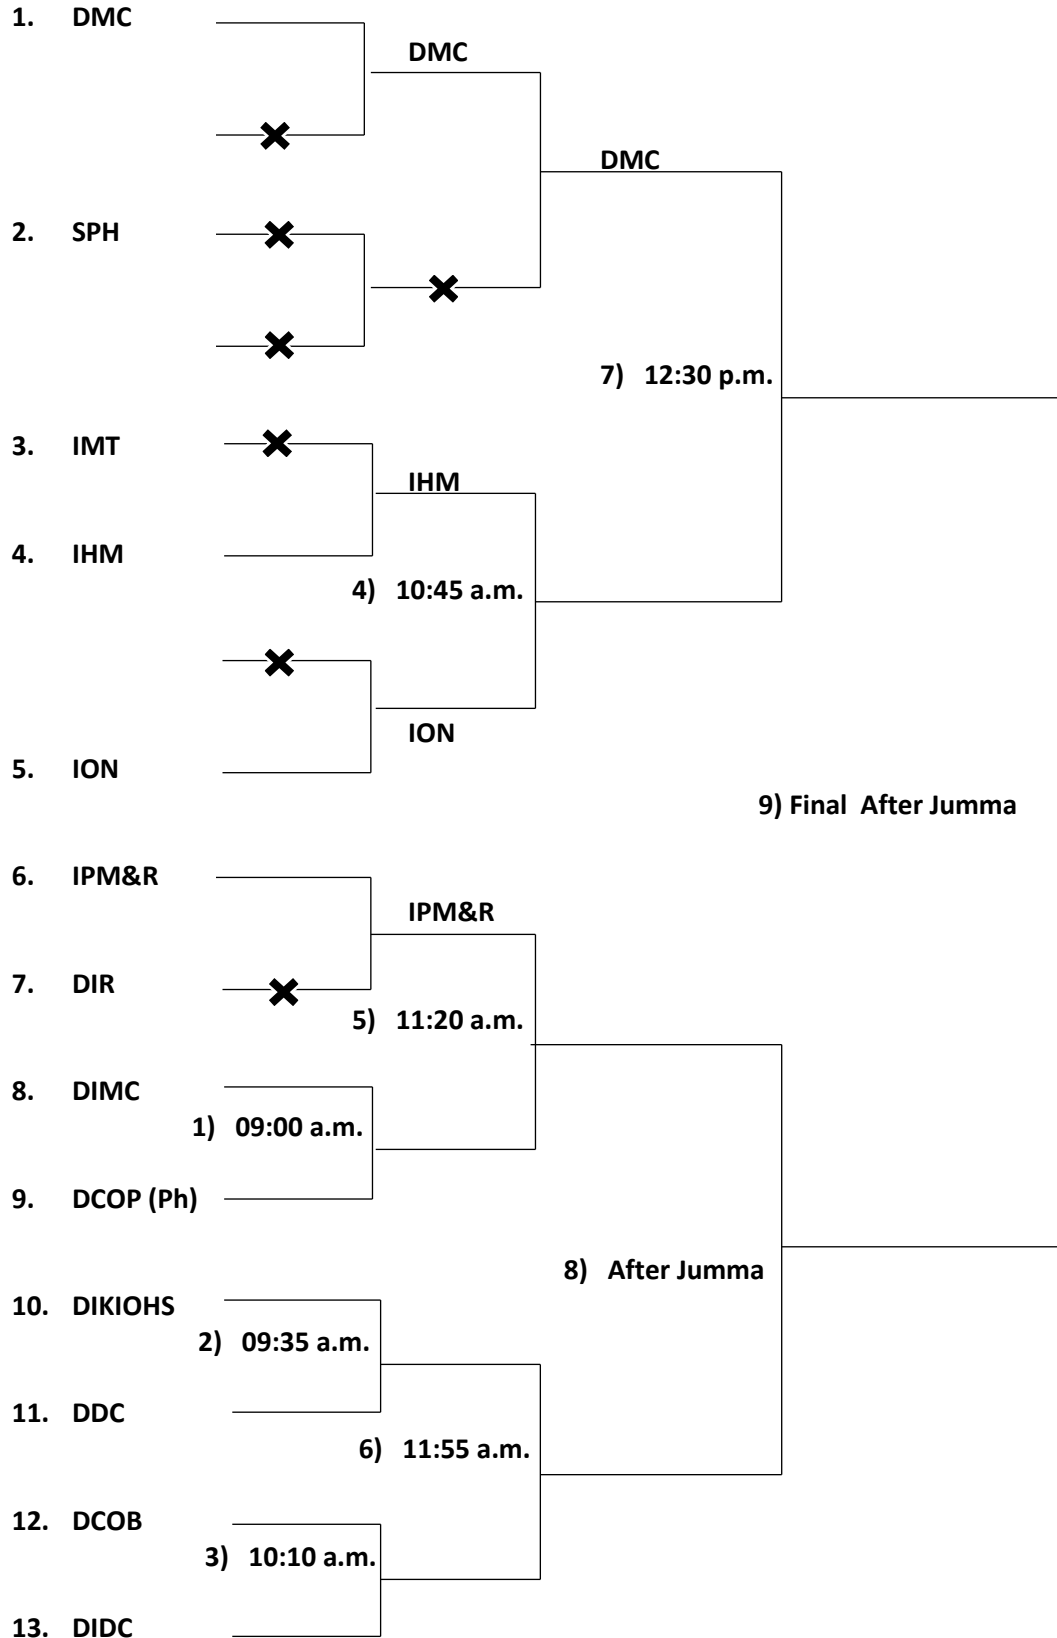 1. DMC
DMC
DMC
2. SPH
7) 12:30 p.m.
3. IMT
IHM
4. IHM
4) 10:45 a.m.
ION
5. ION
9) Final After Jumma
6. IPM&R
IPM&R
7. DIR
5) 11:20 a.m.
8. DIMC
1) 09:00 a.m.
9. DCOP (Ph)
8) After Jumma
10. DIKIOHS
2) 09:35 a.m.
11. DDC
6) 11:55 a.m.
12. DCOB
3) 10:10 a.m.
13. DIDC